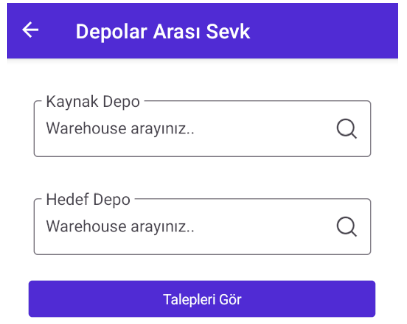 Depolar Arası Sevk
Kaynak Depo
Warehouse arayınız..
Hedef Depo
Warehouse arayınız..
Talepleri Gör